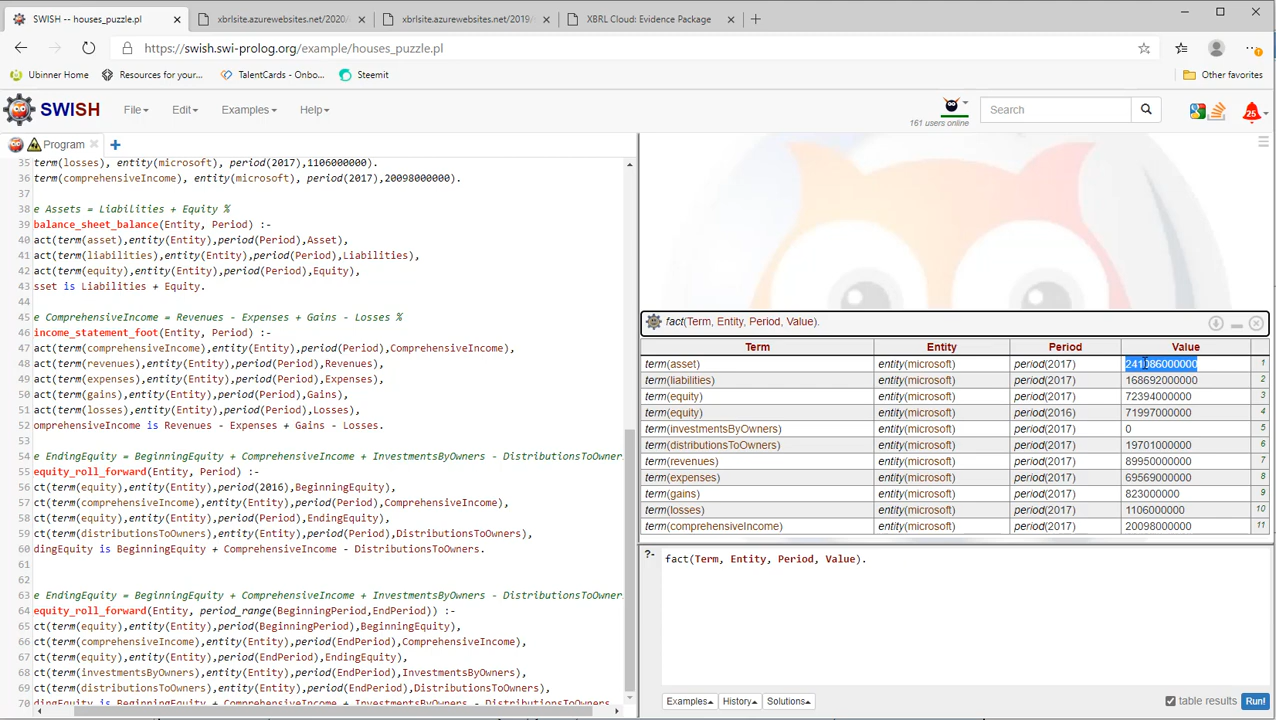 SWISH -- houses_puzzle.pl
xbrlsite.azurewebsites.net/2020/
xbrlsite.azurewebsites.net/2019/
XBRL Cloud: Evidence Package
https://swish.swi-prolog.org/example/houses_puzzle.pl
Ubinner Home
Resources for your...
TalentCards - Onbo...
Steemit
Other favorites
SWISH
File
Edit
Examples
Help
161 users online
Search
25
Program
35 term(losses), entity(microsoft), period(2017),1106000000).
36 term(comprehensiveIncome), entity(microsoft), period(2017),20098000000).
37
38 e Assets = Liabilities + Equity %
39 balance_sheet_balance(Entity, Period) :-
40 act(term(asset),entity(Entity),period(Period),Asset),
41 act(term(liabilities),entity(Entity),period(Period),Liabilities),
42 act(term(equity),entity(Entity),period(Period),Equity),
43 sset is Liabilities + Equity.
44
45 e ComprehensiveIncome = Revenues - Expenses + Gains - Losses %
46 income_statement_foot(Entity, Period) :-
47 act(term(comprehensiveIncome),entity(Entity),period(Period),ComprehensiveIncome),
48 act(term(revenues),entity(Entity),period(Period),Revenues),
49 act(term(expenses),entity(Entity),period(Period),Expenses),
50 act(term(gains),entity(Entity),period(Period),Gains),
51 act(term(losses),entity(Entity),period(Period),Losses),
52 omprehensiveIncome is Revenues - Expenses + Gains - Losses.
53
54 e EndingEquity = BeginningEquity + ComprehensiveIncome + InvestmentsByOwners - DistributionsToOwner
55 equity_roll_forward(Entity, Period) :-
56 ct(term(equity),entity(Entity),period(2016),BeginningEquity),
57 ct(term(comprehensiveIncome),entity(Entity),period(Period),ComprehensiveIncome),
58 ct(term(equity),entity(Entity),period(Period),EndingEquity),
59 ct(term(distributionsToOwners),entity(Entity),period(Period),DistributionsToOwners),
60 dingEquity is BeginningEquity + ComprehensiveIncome - DistributionsToOwners.
61
62
63 e EndingEquity = BeginningEquity + ComprehensiveIncome + InvestmentsByOwners - DistributionsToOwners
64 equity_roll_forward(Entity, period_range(BeginningPeriod,EndPeriod)) :-
65 ct(term(equity),entity(Entity),period(BeginningPeriod),BeginningEquity),
66 ct(term(comprehensiveIncome),entity(Entity),period(EndPeriod),ComprehensiveIncome),
67 ct(term(equity),entity(Entity),period(EndPeriod),EndingEquity),
68 ct(term(investmentsByOwners),entity(Entity),period(EndPeriod),InvestmentsByOwners),
69 ct(term(distributionsToOwners),entity(Entity),period(EndPeriod),DistributionsToOwners),
70 dingEquity is BeginningEquity + ComprehensiveIncome + InvestmentsByOwners - DistributionsToOwners.
fact(Term, Entity, Period, Value).
Term Entity Period Value
term(asset) entity(microsoft) period(2017) 241086000000 1
term(liabilities) entity(microsoft) period(2017) 168692000000 2
term(equity) entity(microsoft) period(2017) 72394000000 3
term(equity) entity(microsoft) period(2016) 71997000000 4
term(investmentsByOwners) entity(microsoft) period(2017) 0 5
term(distributionsToOwners) entity(microsoft) period(2017) 19701000000 6
term(revenues) entity(microsoft) period(2017) 89950000000 7
term(expenses) entity(microsoft) period(2017) 69569000000 8
term(gains) entity(microsoft) period(2017) 823000000 9
term(losses) entity(microsoft) period(2017) 1106000000 10
term(comprehensiveIncome) entity(microsoft) period(2017) 20098000000 11
?- fact(Term, Entity, Period, Value).
Examples History Solutions table results Run!